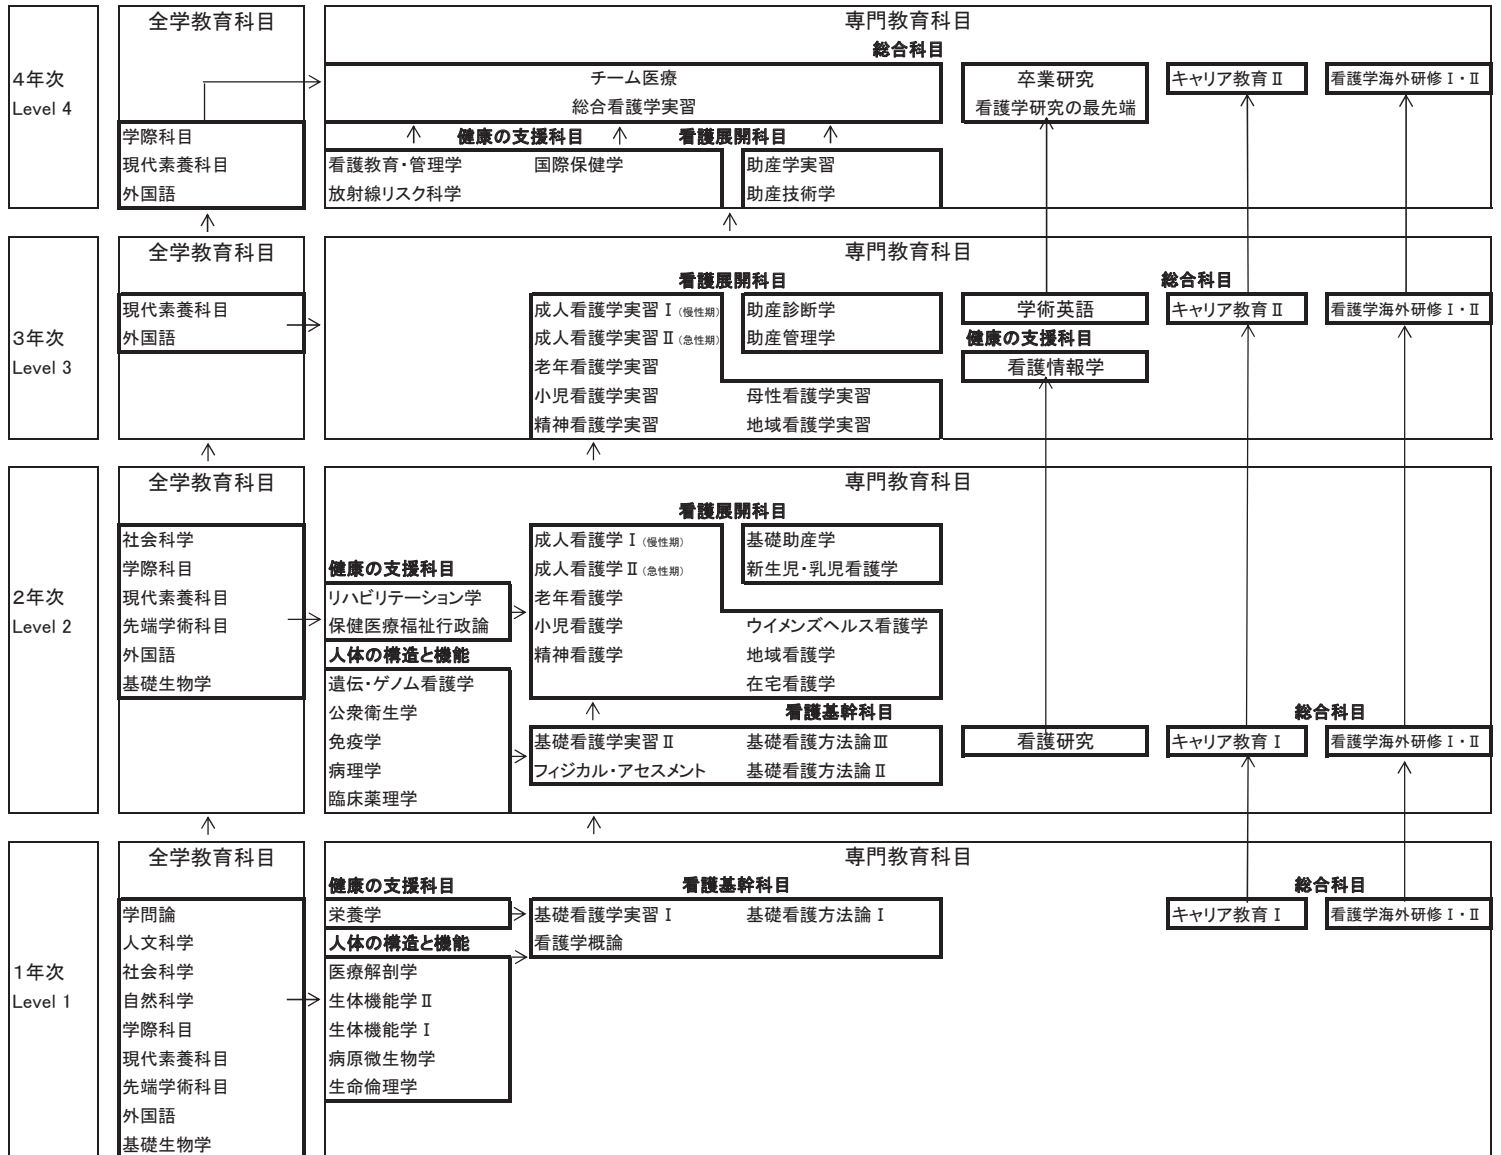 全学教育科目
専門教育科目
総合科目
4年次
Level 4
チーム医療
総合看護学実習
卒業研究
看護学研究の最先端
キャリア教育Ⅱ
看護学海外研修Ⅰ・Ⅱ
学際科目
現代素養科目
外国語
健康の支援科目
看護展開科目
看護教育・管理学
国際保健学
放射線リスク科学
助産学実習
助産技術学
全学教育科目
専門教育科目
3年次
Level 3
現代素養科目
外国語
看護展開科目
成人看護学実習Ⅰ(慢性期)
成人看護学実習Ⅱ(急性期)
老年看護学実習
小児看護学実習
精神看護学実習
助産診断学
助産管理学
母性看護学実習
地域看護学実習
学術英語
健康の支援科目
看護情報学
総合科目
キャリア教育Ⅱ
看護学海外研修Ⅰ・Ⅱ
全学教育科目
専門教育科目
2年次
Level 2
社会科学
学際科目
現代素養科目
先端学術科目
外国語
基礎生物学
健康の支援科目
リハビリテーション学
保健医療福祉行政論
人体の構造と機能
遺伝・ゲノム看護学
公衆衛生学
免疫学
病理学
臨床薬理学
看護展開科目
成人看護学Ⅰ(慢性期)
成人看護学Ⅱ(急性期)
老年看護学
小児看護学
精神看護学
基礎助産学
新生児・乳児看護学
ウイメンズヘルス看護学
地域看護学
在宅看護学
看護基幹科目
基礎看護学実習Ⅱ
基礎看護方法論Ⅲ
フィジカル・アセスメント
基礎看護方法論Ⅱ
看護研究
総合科目
キャリア教育Ⅰ
看護学海外研修Ⅰ・Ⅱ
全学教育科目
専門教育科目
1年次
Level 1
学問論
人文科学
社会科学
自然科学
学際科目
現代素養科目
先端学術科目
外国語
基礎生物学
健康の支援科目
栄養学
人体の構造と機能
医療解剖学
生体機能学Ⅱ
生体機能学Ⅰ
病原微生物学
生命倫理学
看護基幹科目
基礎看護学実習Ⅰ
基礎看護方法論Ⅰ
看護学概論
総合科目
キャリア教育Ⅰ
看護学海外研修Ⅰ・Ⅱ